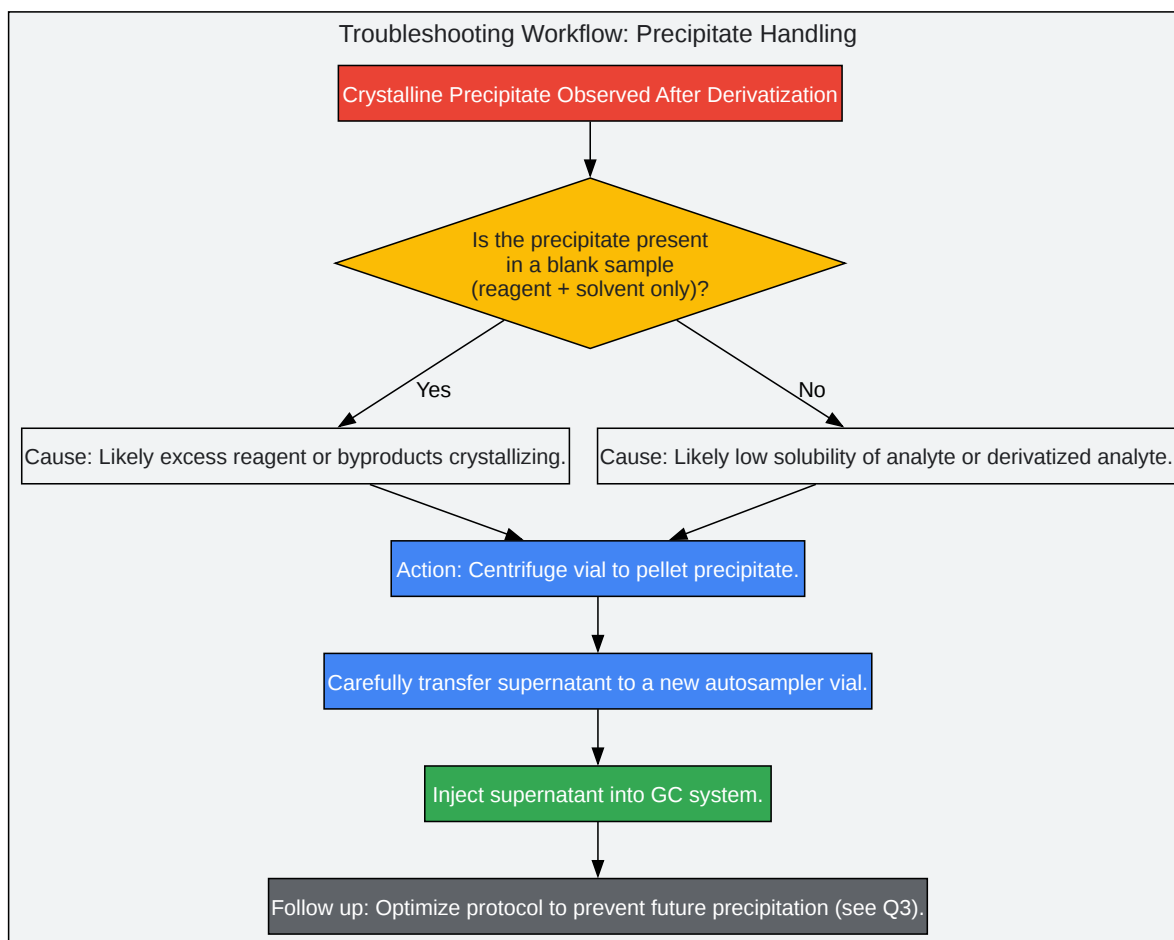 Troubleshooting Workflow: Precipitate Handling
Crystalline Precipitate Observed After Derivatization
Is the precipitate present
in a blank sample
(reagent + solvent only)?
Yes
No
Cause: Likely excess reagent or byproducts crystallizing.
Cause: Likely low solubility of analyte or derivatized analyte.
Action: Centrifuge vial to pellet precipitate.
Carefully transfer supernatant to a new autosampler vial.
Inject supernatant into GC system.
Follow up: Optimize protocol to prevent future precipitation (see Q3).